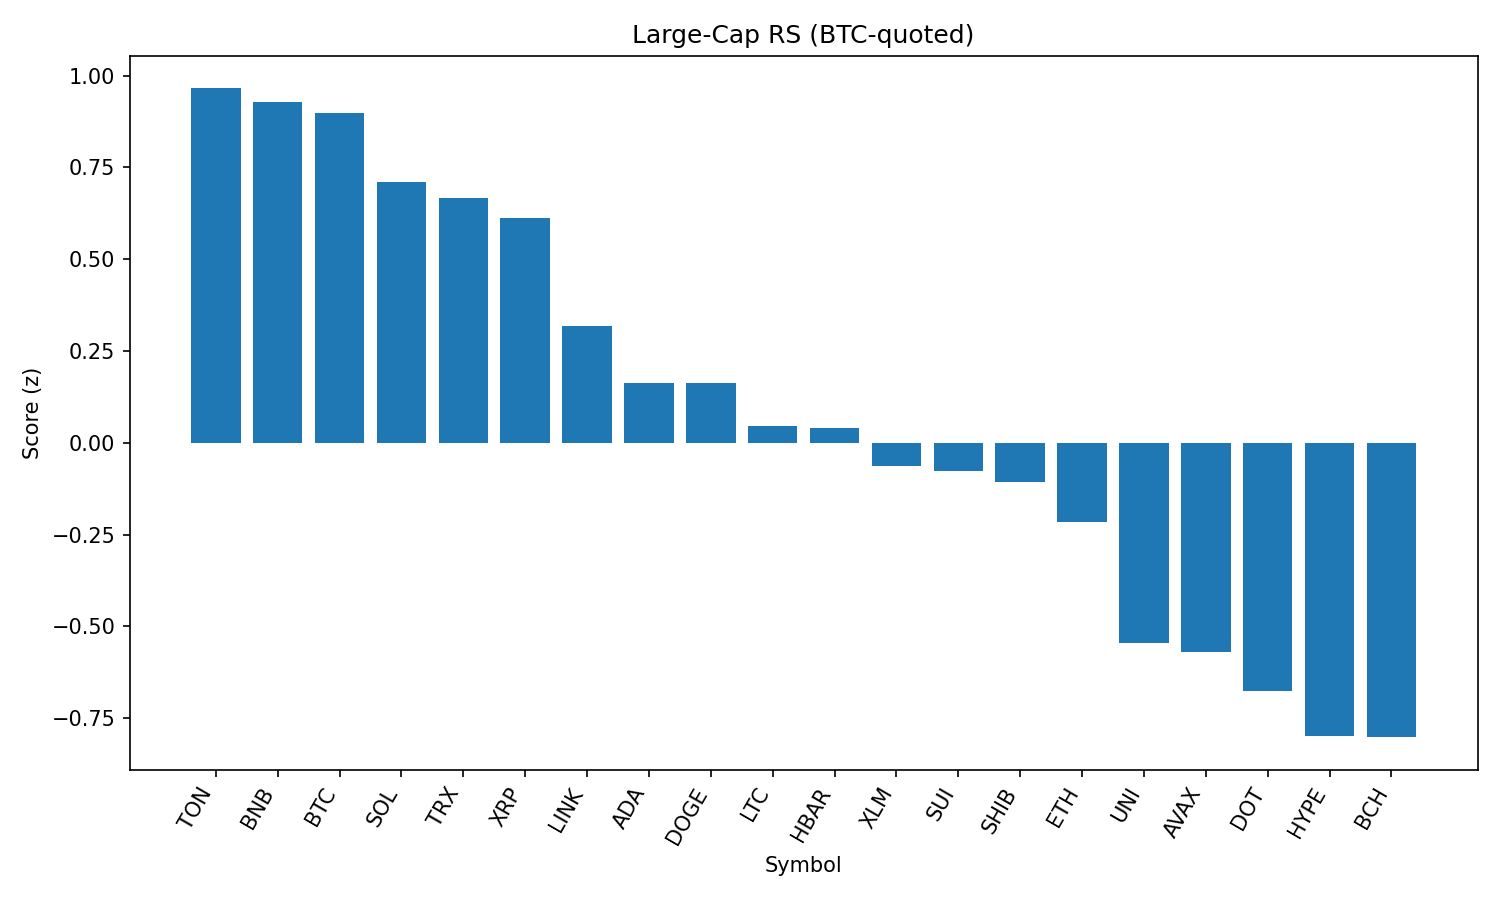 Large-Cap RS (BTC-quoted)
Score (z)
1.00
0.75
0.50
0.25
0.00
−0.25
−0.50
−0.75
TON
BNB
BTC
SOL
TRX
XRP
LINK
ADA
DOGE
LTC
HBAR
XLM
SUI
SHIB
ETH
UNI
AVAX
DOT
HYPE
BCH
Symbol